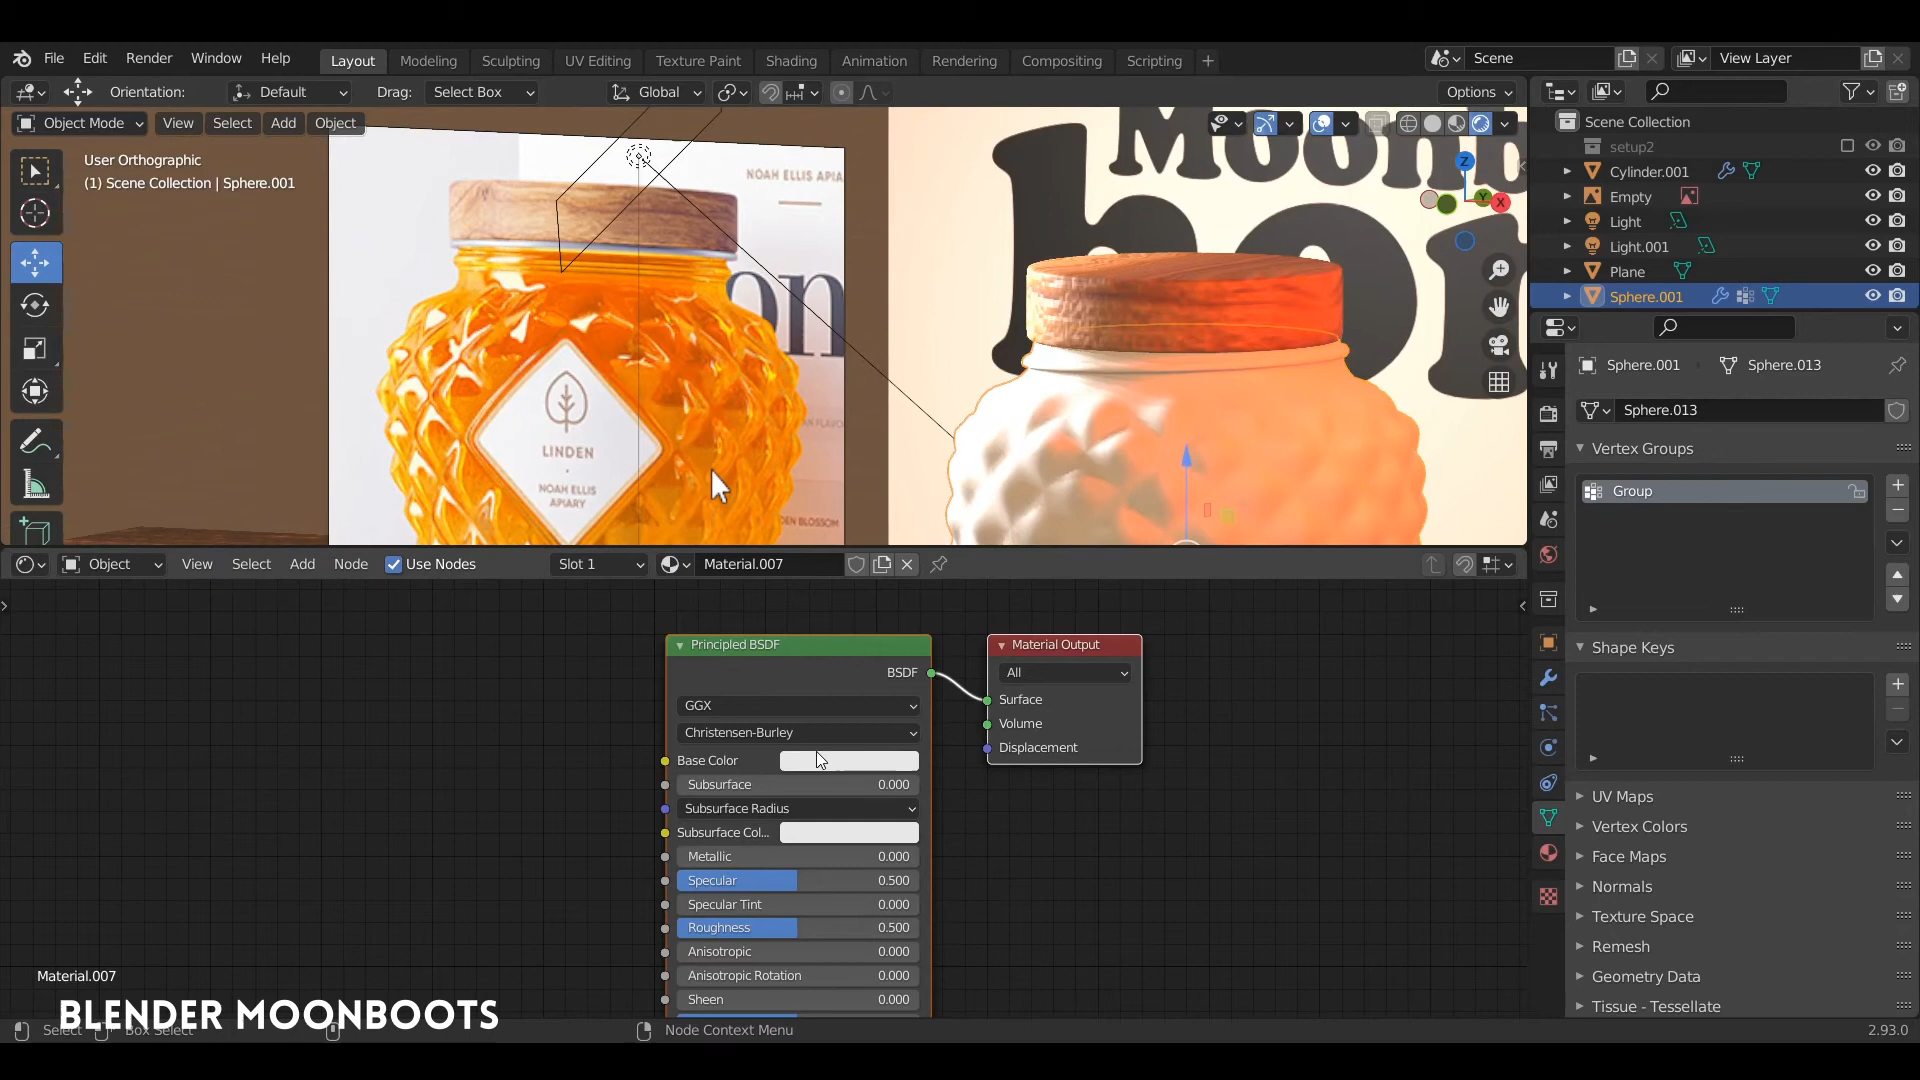 File Edit Render Window Help Layout Modeling Sculpting UV Editing Texture Paint Shading Animation Rendering Compositing Scripting + Scene View Layer
Orientation: Default Drag: Select Box Global Options
Object Mode View Select Add Object
User Orthographic
(1) Scene Collection | Sphere.001
NOAH ELLIS APIA
on
LINDEN
NOAH ELLIS
APIARY
DEN BLOSSOM
Z
Y
X
Scene Collection
setup2
Cylinder.001
Empty
Light
Light.001
Plane
Sphere.001
Sphere.001 Sphere.013
Sphere.013
Vertex Groups
Group
Shape Keys
UV Maps
Vertex Colors
Face Maps
Normals
Texture Space
Remesh
Geometry Data
Tissue - Tessellate
Object View Select Add Node Use Nodes Slot 1 Material.007
Principled BSDF
BSDF
GGX
Christensen-Burley
Base Color
Subsurface 0.000
Subsurface Radius
Subsurface Col...
Metallic 0.000
Specular 0.500
Specular Tint 0.000
Roughness 0.500
Anisotropic 0.000
Anisotropic Rotation 0.000
Sheen 0.000
Material Output
All
Surface
Volume
Displacement
Material.007
BLENDER MOONBOOTS
Select Box Select Node Context Menu 2.93.0